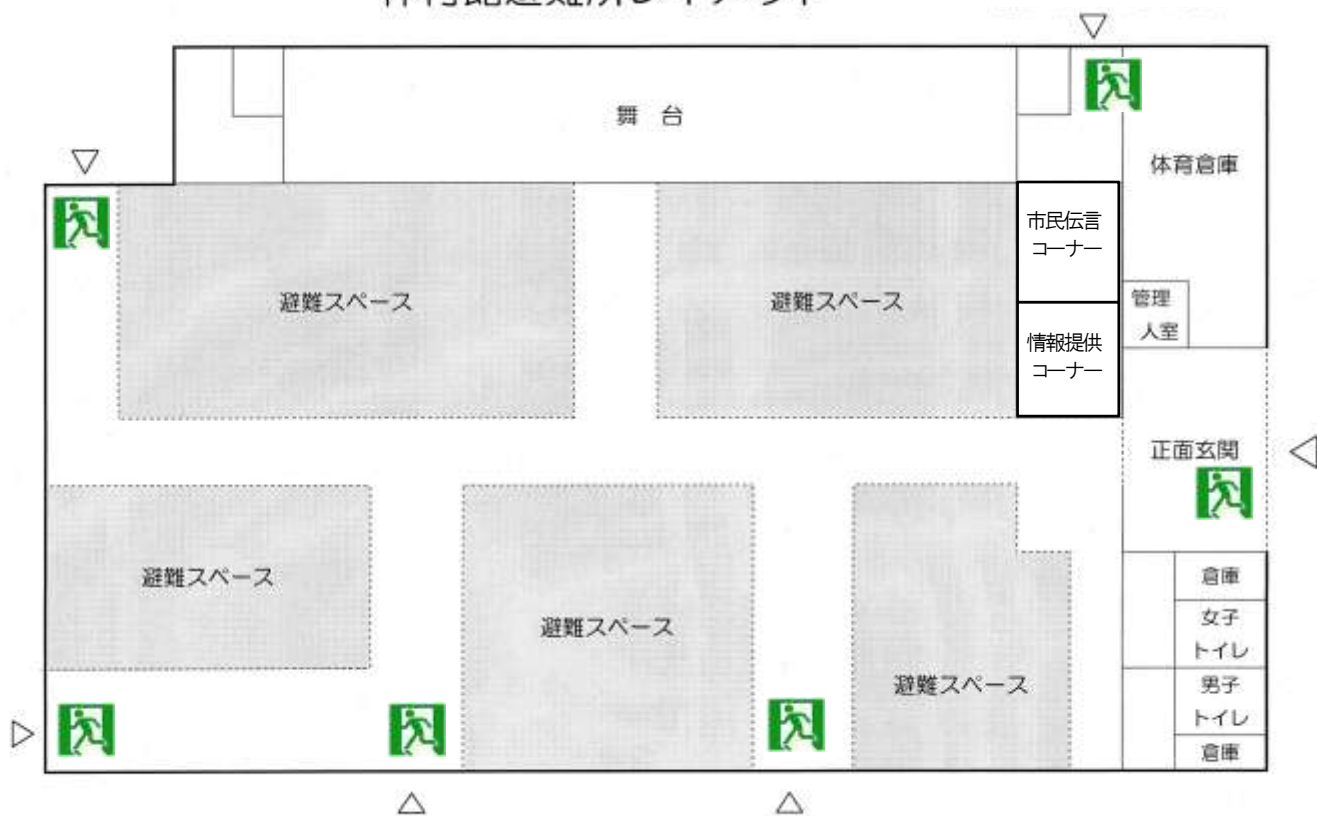 舞 台
体育倉庫
市民伝言
コーナー
避難スペース
避難スペース
管理
人室
情報提供
コーナー
正面玄関
避難スペース
避難スペース
避難スペース
倉庫
女子
トイレ
男子
トイレ
倉庫